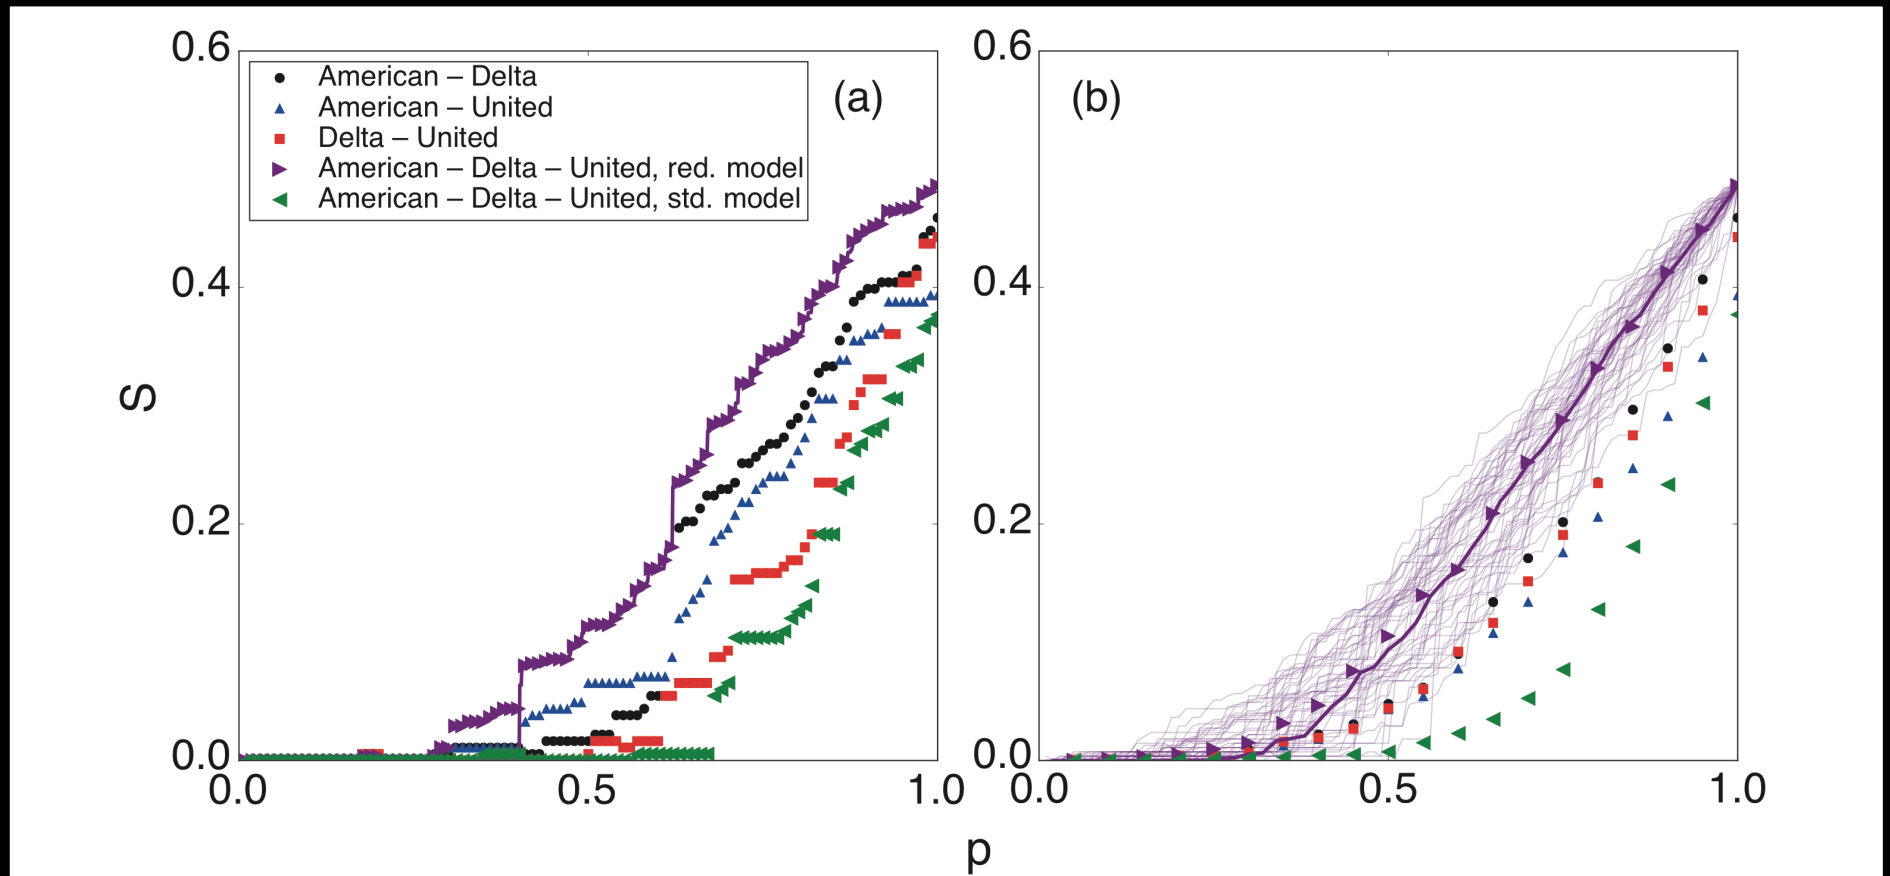 0.6
American – Delta
American – United
Delta – United
American – Delta – United, red. model
American – Delta – United, std. model
(a)
0.4
0.2
0.0
0.0 0.5 1.0
S
0.6
(b)
0.4
0.2
0.0
0.0 0.5 1.0
p